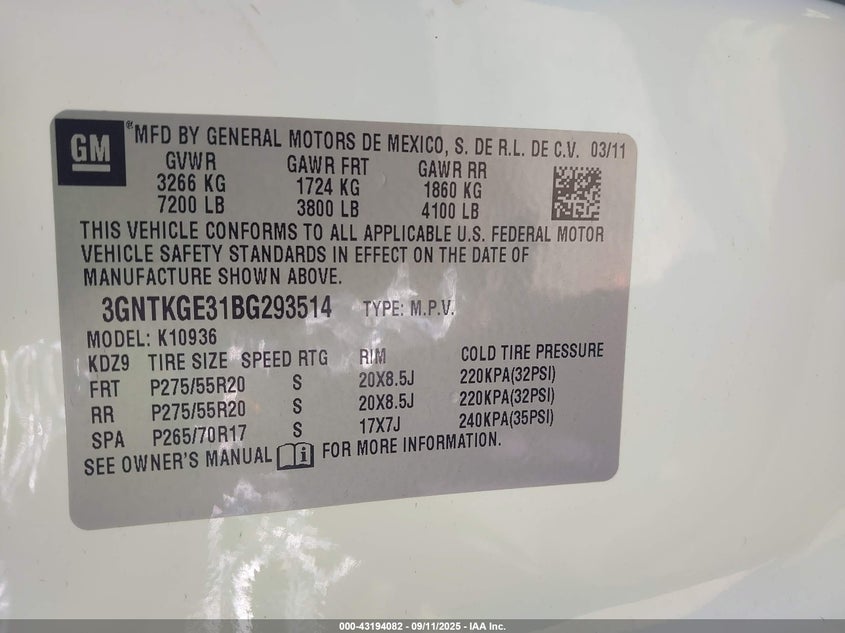 GM ® MFD BY GENERAL MOTORS DE MEXICO, S. DE R.L. DE C.V. 03/11
GVWR GAWR FRT GAWR RR
3266 KG 1724 KG 1860 KG
7200 LB 3800 LB 4100 LB
THIS VEHICLE CONFORMS TO ALL APPLICABLE U.S. FEDERAL MOTOR
VEHICLE SAFETY STANDARDS IN EFFECT ON THE DATE OF
MANUFACTURE SHOWN ABOVE.
3GNTKGE31BG293514 TYPE: M.P.V.
MODEL: K10936
KDZ9 TIRE SIZE SPEED RTG RIM COLD TIRE PRESSURE
FRT P275/55R20 S 20X8.5J 220KPA(32PSI)
RR P275/55R20 S 20X8.5J 220KPA(32PSI)
SPA P265/70R17 S 17X7J 240KPA(35PSI)
SEE OWNER'S MANUAL i FOR MORE INFORMATION.
000-43194082 - 09/11/2025 - IAA Inc.